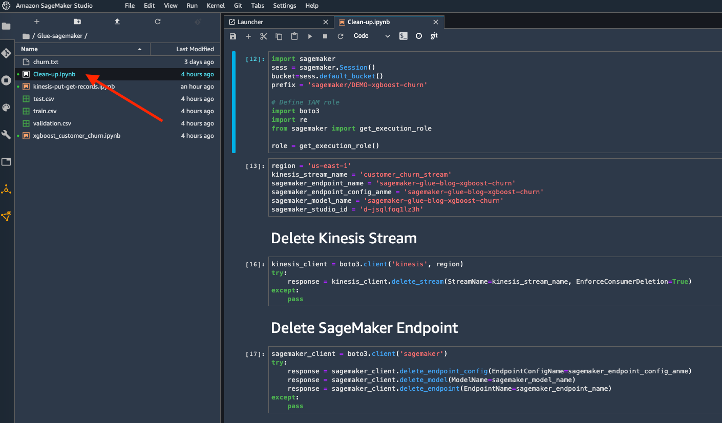 Amazon SageMaker Studio File Edit View Run Kernel Git Tabs Settings Help
/ Glue-sagemaker /
Name Last Modified
churn.txt 3 days ago
Clean-up.ipynb 4 hours ago
kinesis-put-get-records.ipynb an hour ago
test.csv 4 hours ago
train.csv 4 hours ago
validation.csv 4 hours ago
xgboost_customer_churn.ipynb 4 hours ago
Launcher Clean-up.ipynb
Code git
[12]: import sagemaker
sess = sagemaker.Session()
bucket=sess.default_bucket()
prefix = 'sagemaker/DEMO-xgboost-churn'
# Define IAM role
import boto3
import re
from sagemaker import get_execution_role
role = get_execution_role()
[13]: region = 'us-east-1'
kinesis_stream_name = 'customer_churn_stream'
sagemaker_endpoint_name = 'sagemaker-glue-blog-xgboost-churn'
sagemaker_endpoint_config_anme = 'sagemaker-glue-blog-xgboost-churn'
sagemaker_model_name = 'sagemaker-glue-blog-xgboost-churn'
sagemaker_studio_id = 'd-jsqlfoq1lz3h'
Delete Kinesis Stream
[16]: kinesis_client = boto3.client('kinesis', region)
try:
response = kinesis_client.delete_stream(StreamName=kinesis_stream_name, EnforceConsumerDeletion=True)
except:
pass
Delete SageMaker Endpoint
[17]: sagemaker_client = boto3.client('sagemaker')
try:
response = sagemaker_client.delete_endpoint_config(EndpointConfigName=sagemaker_endpoint_config_anme)
response = sagemaker_client.delete_model(ModelName=sagemaker_model_name)
response = sagemaker_client.delete_endpoint(EndpointName=sagemaker_endpoint_name)
except:
pass